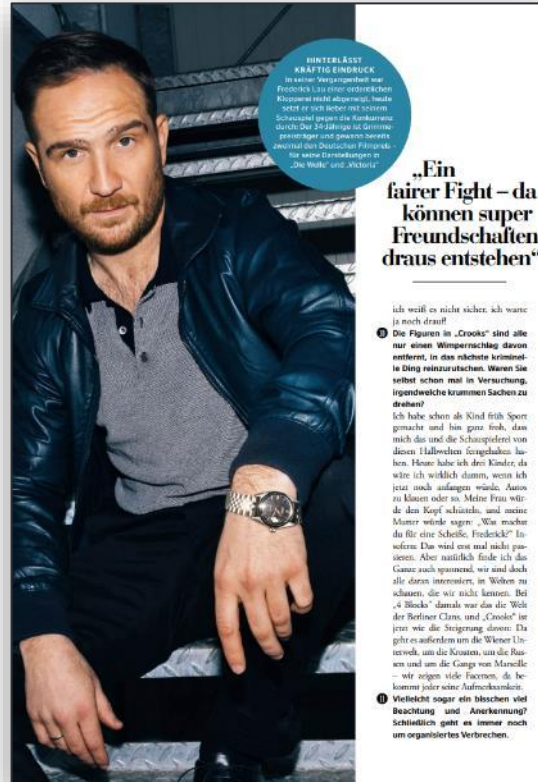 HINTERLÄSST
KRÄFTIG EINDRUCK
In seiner Vergangenheit war
Frederick Lau einer ordentlichen
Klopperei nicht abgeneigt, heute
setzt er sich lieber mit seinem
Schauspiel gegen die Konkurrenz
durch: Der 34-Jährige ist Grimme-
preisträger und gewann bereits
zweimal den Deutschen Filmpreis –
für seine Darstellungen in
„Die Welle“ und „Victoria“
„Ein
fairer Fight – da
können super
Freundschaften
draus entstehen“
ich weiß es nicht sicher, ich warte
ja noch drauf!
Die Figuren in „Crooks“ sind alle
nur einen Wimpernschlag davon
entfernt, in das nächste kriminel-
le Ding reinzurutschen. Waren Sie
selbst schon mal in Versuchung,
irgendwelche krummen Sachen zu
drehen?
Ich habe schon als Kind früh Sport
gemacht und bin ganz froh, dass
mich das und die Schauspielerei von
diesen Halbwelten ferngehalten ha-
ben. Heute habe ich drei Kinder, da
wäre ich wirklich dumm, wenn ich
jetzt noch anfangen würde, Autos
zu klauen oder so. Meine Frau wür-
de den Kopf schütteln, und meine
Mutter würde sagen: „Was machst
du für eine Scheiße, Frederick?“ In-
sofern: Das wird erst mal nicht pas-
sieren. Aber natürlich finde ich das
Ganze auch spannend, wir sind doch
alle daran interessiert, in Welten zu
schauen, die wir nicht kennen. Bei
„4 Blocks“ damals war das die Welt
der Berliner Clans, und „Crooks“ ist
jetzt wie die Steigerung davon: Da
geht es außerdem um die Wiener Un-
terwelt, um die Kroaten, um die Rus-
sen und um die Gangs von Marseille
– wir zeigen viele Facetten, da be-
kommt jeder seine Aufmerksamkeit.
Vielleicht sogar ein bisschen viel
Beachtung und Anerkennung?
Schließlich geht es immer noch
um organisiertes Verbrechen.